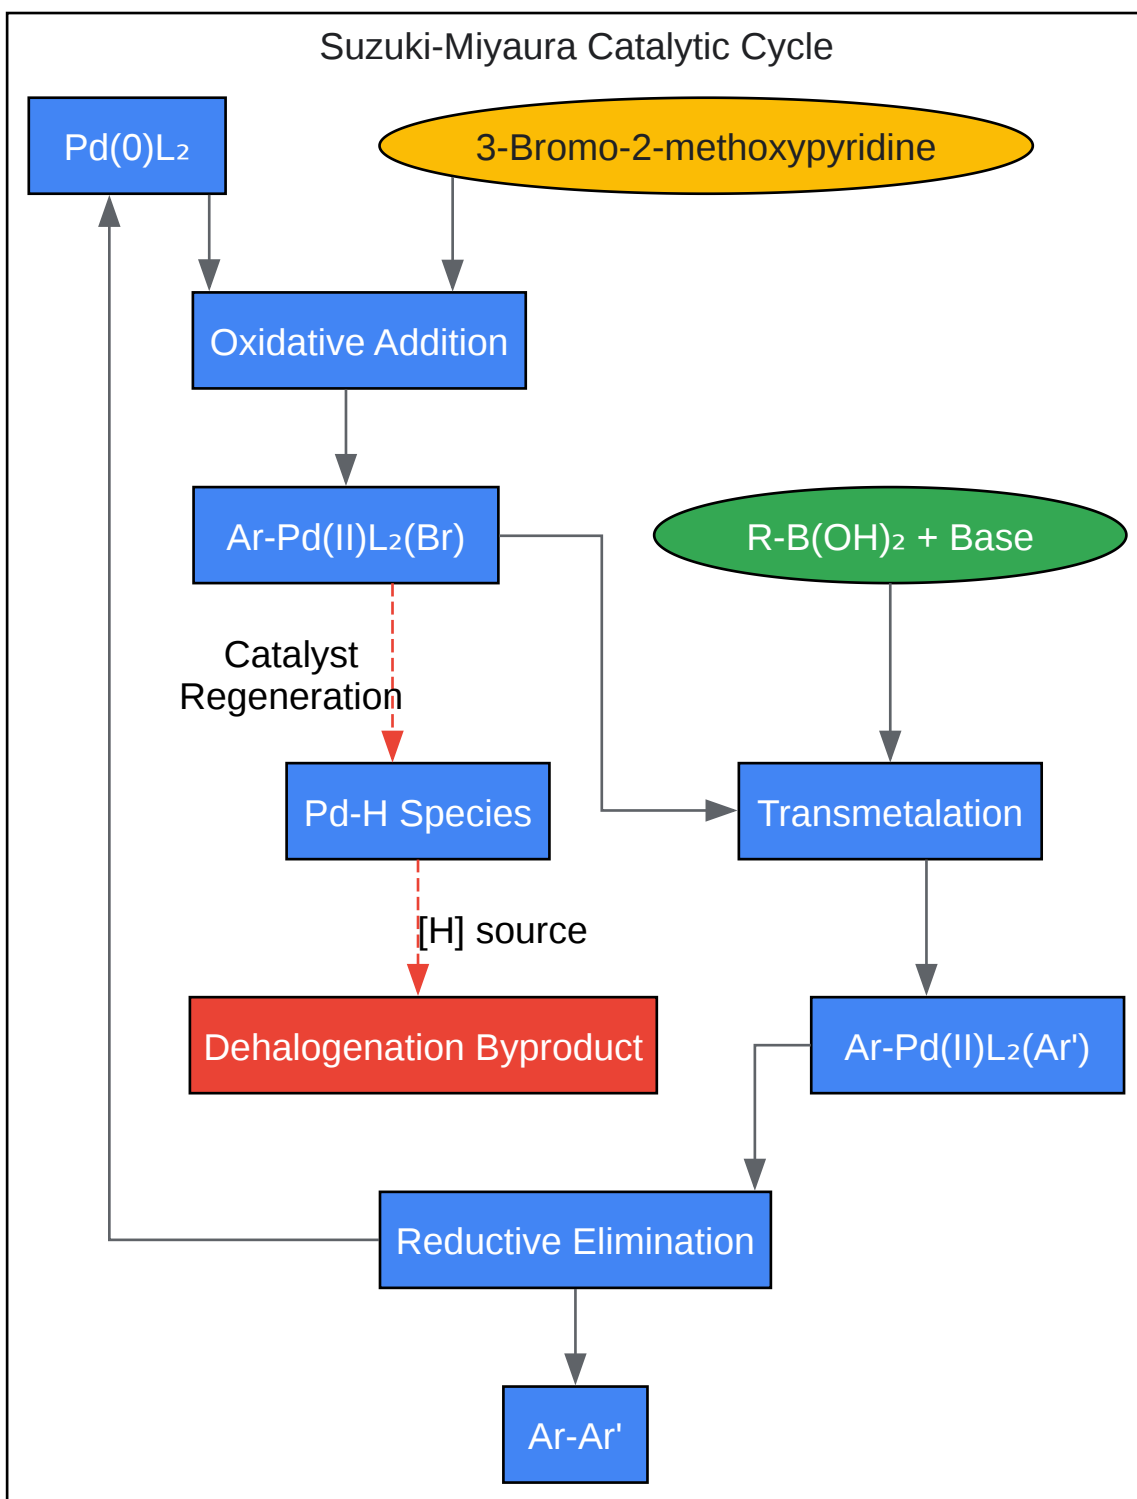 Suzuki-Miyaura Catalytic Cycle
Pd(0)L₂
3-Bromo-2-methoxypyridine
Oxidative Addition
Ar-Pd(II)L₂(Br)
R-B(OH)₂ + Base
Catalyst
Regeneration
Pd-H Species
Transmetalation
[H] source
Dehalogenation Byproduct
Ar-Pd(II)L₂(Ar')
Reductive Elimination
Ar-Ar'